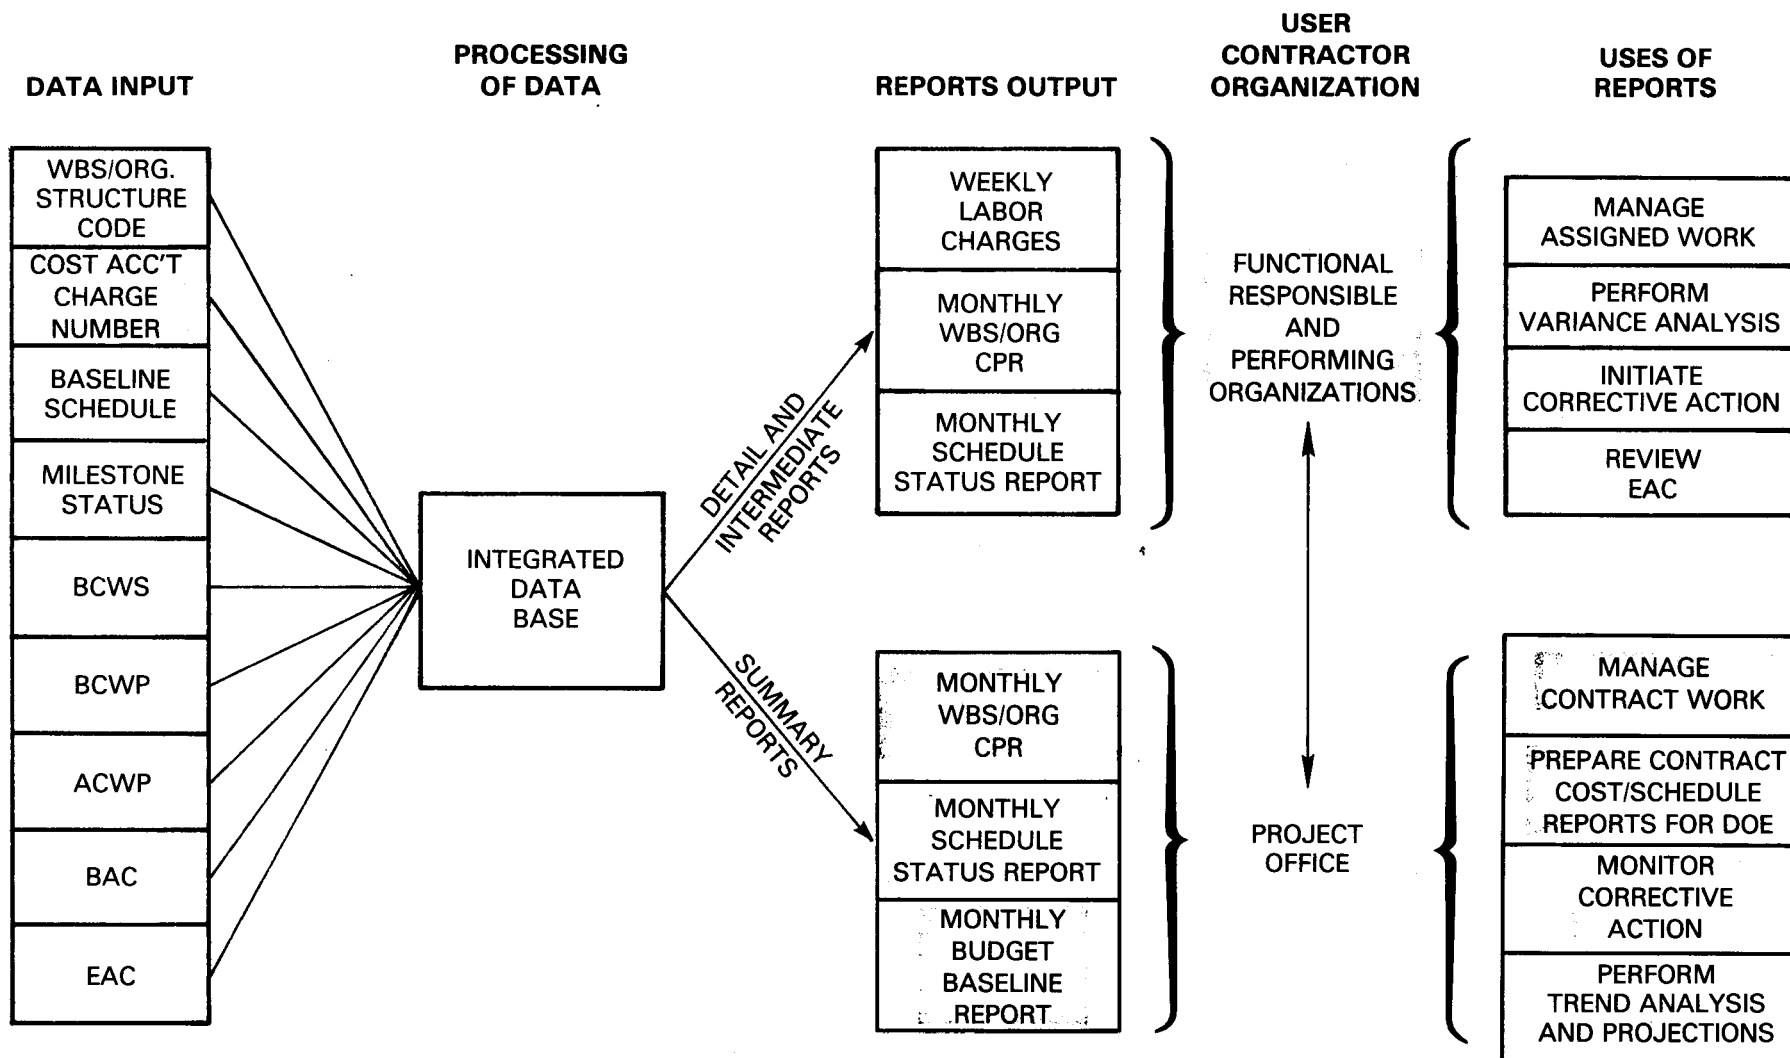 DATA INPUT
PROCESSING
OF DATA
REPORTS OUTPUT
USER
CONTRACTOR
ORGANIZATION
USES OF
REPORTS
WBS/ORG.
STRUCTURE
CODE
COST ACC'T
CHARGE
NUMBER
BASELINE
SCHEDULE
MILESTONE
STATUS
BCWS
BCWP
ACWP
BAC
EAC
INTEGRATED
DATA
BASE
DETAIL AND
INTERMEDIATE
REPORTS
SUMMARY
REPORTS
WEEKLY
LABOR
CHARGES
MONTHLY
WBS/ORG
CPR
MONTHLY
SCHEDULE
STATUS REPORT
MONTHLY
WBS/ORG
CPR
MONTHLY
SCHEDULE
STATUS REPORT
MONTHLY
BUDGET
BASELINE
REPORT
FUNCTIONAL
RESPONSIBLE
AND
PERFORMING
ORGANIZATIONS
PROJECT
OFFICE
MANAGE
ASSIGNED WORK
PERFORM
VARIANCE ANALYSIS
INITIATE
CORRECTIVE ACTION
REVIEW
EAC
MANAGE
CONTRACT WORK
PREPARE CONTRACT
COST/SCHEDULE
REPORTS FOR DOE
MONITOR
CORRECTIVE
ACTION
PERFORM
TREND ANALYSIS
AND PROJECTIONS